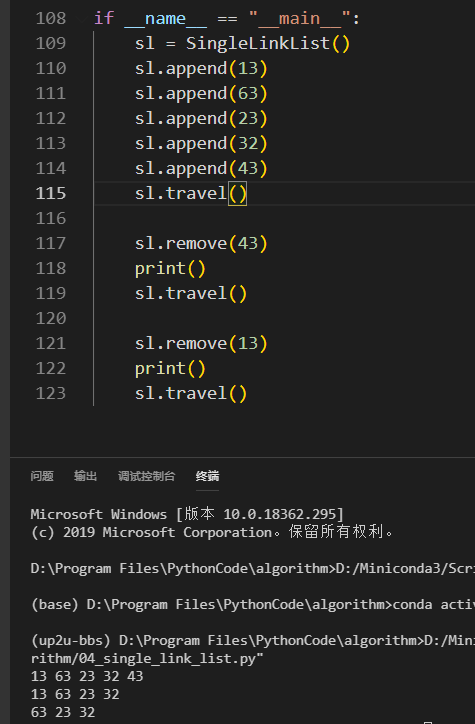 108 if __name__ == "__main__":
109 sl = SingleLinkList()
110 sl.append(13)
111 sl.append(63)
112 sl.append(23)
113 sl.append(32)
114 sl.append(43)
115 sl.travel()
116
117 sl.remove(43)
118 print()
119 sl.travel()
120
121 sl.remove(13)
122 print()
123 sl.travel()
问题 输出 调试控制台 终端
Microsoft Windows [版本 10.0.18362.295]
(c) 2019 Microsoft Corporation。保留所有权利。
D:\Program Files\PythonCode\algorithm>D:/Miniconda3/Scri
(base) D:\Program Files\PythonCode\algorithm>conda activ
(up2u-bbs) D:\Program Files\PythonCode\algorithm>D:/Mini
rithm/04_single_link_list.py"
13 63 23 32 43
13 63 23 32
63 23 32